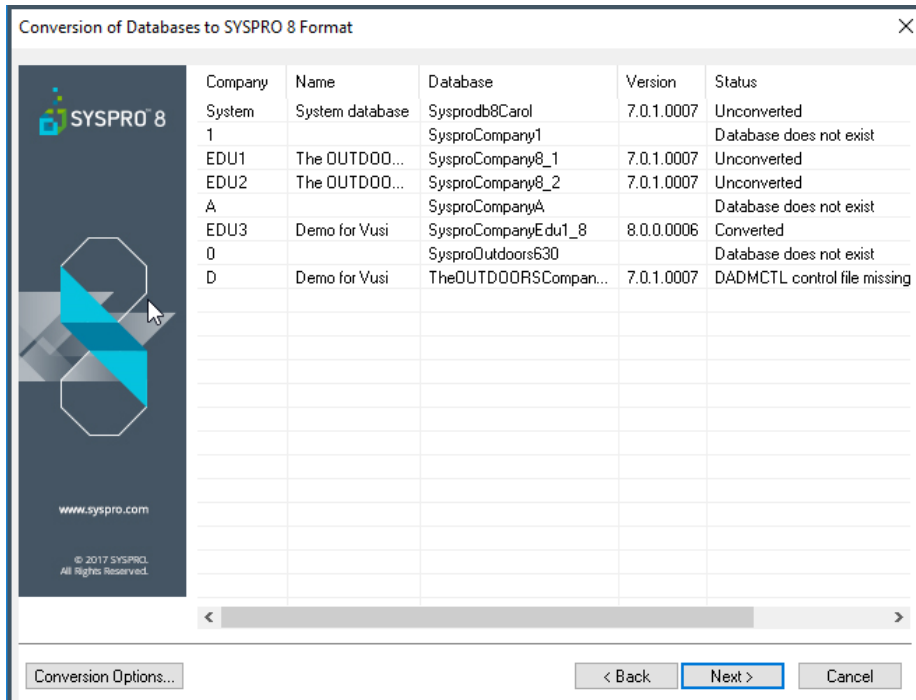 Conversion of Databases to SYSPRO 8 Format
SYSPRO™ 8
www.syspro.com
© 2017 SYSPRO.
All Rights Reserved.
Company Name Database Version Status
System System database Sysprodb8Carol 7.0.1.0007 Unconverted
1 SysproCompany1 Database does not exist
EDU1 The OUTDOO... SysproCompany8_1 7.0.1.0007 Unconverted
EDU2 The OUTDOO... SysproCompany8_2 7.0.1.0007 Unconverted
A SysproCompanyA Database does not exist
EDU3 Demo for Vusi SysproCompanyEdu1_8 8.0.0.0006 Converted
0 SysproOutdoors630 Database does not exist
D Demo for Vusi TheOUTDOORSCompan... 7.0.1.0007 DADMCTL control file missing
Conversion Options... < Back Next > Cancel